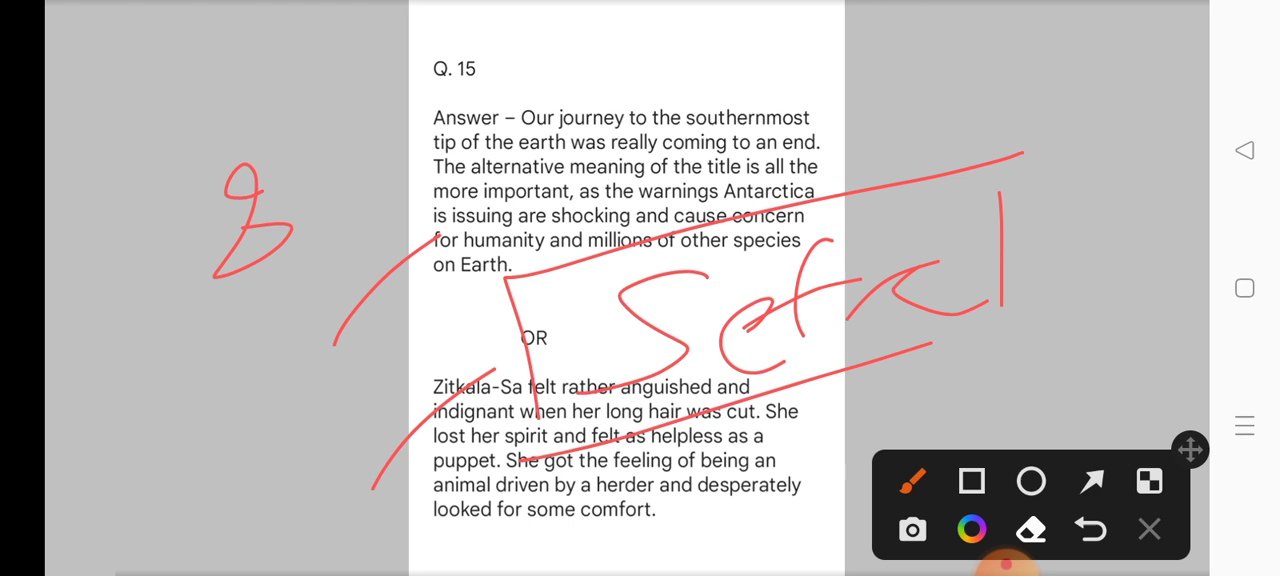 Q. 15
Answer – Our journey to the southernmost
tip of the earth was really coming to an end.
The alternative meaning of the title is all the
more important, as the warnings Antarctica
is issuing are shocking and cause concern
for humanity and millions of other species
on Earth.
OR
Zitkala-Sa felt rather anguished and
indignant when her long hair was cut. She
lost her spirit and felt as helpless as a
puppet. She got the feeling of being an
animal driven by a herder and desperately
looked for some comfort.